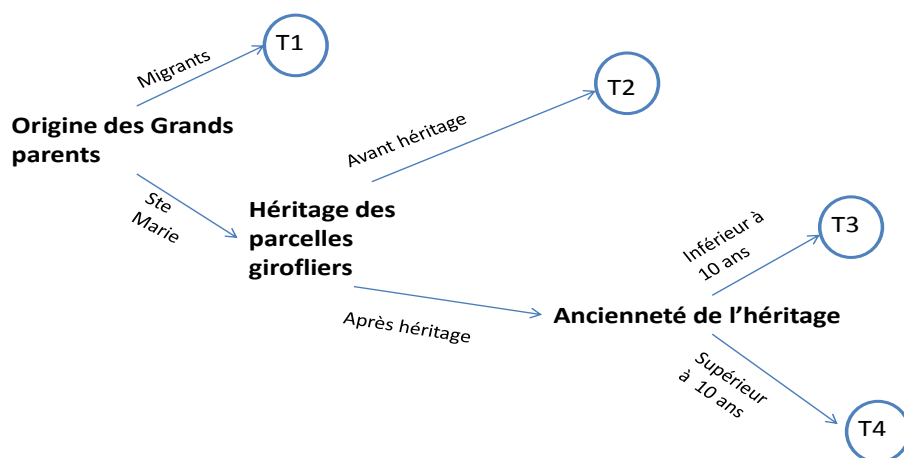 T1
Migrants
T2
Origine des Grands
parents
Avant héritage
Ste
Marie
Héritage des
parcelles
girofliers
Inférieur à
10 ans
T3
Après héritage
Ancienneté de l'héritage
Supérieur
à 10 ans
T4